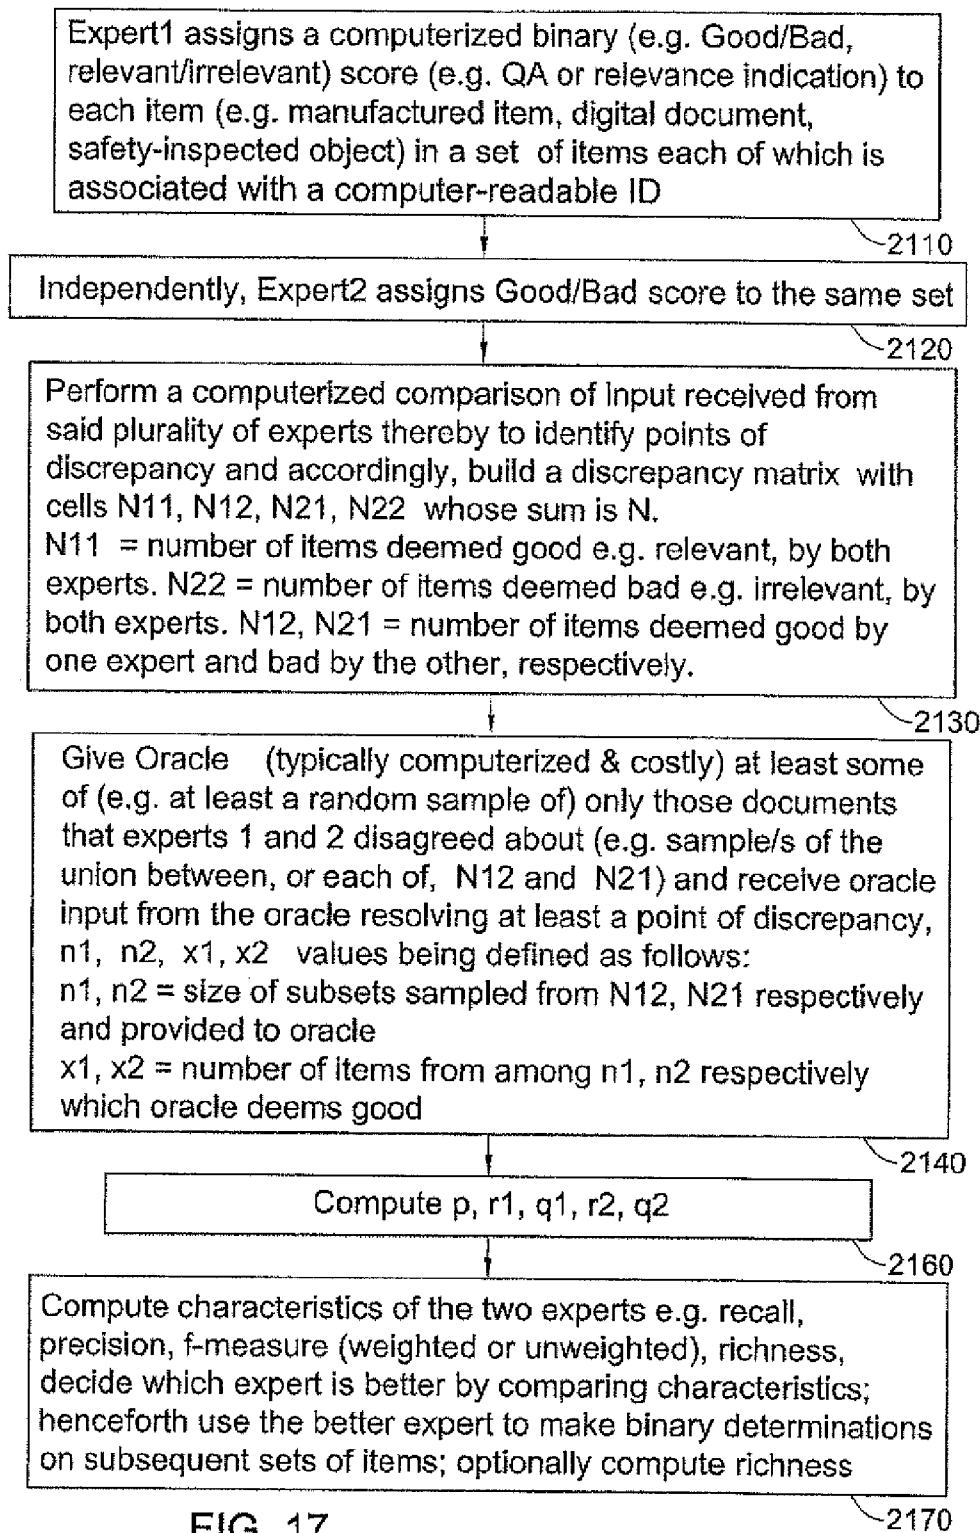 Expert1 assigns a computerized binary (e.g. Good/Bad,
relevant/irrelevant) score (e.g. QA or relevance indication) to
each item (e.g. manufactured item, digital document,
safety-inspected object) in a set of items each of which is
associated with a computer-readable ID
2110
Independently, Expert2 assigns Good/Bad score to the same set
2120
Perform a computerized comparison of input received from
said plurality of experts thereby to identify points of
discrepancy and accordingly, build a discrepancy matrix with
cells N11, N12, N21, N22 whose sum is N.
N11 = number of items deemed good e.g. relevant, by both
experts. N22 = number of items deemed bad e.g. irrelevant, by
both experts. N12, N21 = number of items deemed good by
one expert and bad by the other, respectively.
2130
Give Oracle (typically computerized & costly) at least some
of (e.g. at least a random sample of) only those documents
that experts 1 and 2 disagreed about (e.g. sample/s of the
union between, or each of, N12 and N21) and receive oracle
input from the oracle resolving at least a point of discrepancy,
n1, n2, x1, x2 values being defined as follows:
n1, n2 = size of subsets sampled from N12, N21 respectively
and provided to oracle
x1, x2 = number of items from among n1, n2 respectively
which oracle deems good
2140
Compute p, r1, q1, r2, q2
2160
Compute characteristics of the two experts e.g. recall,
precision, f-measure (weighted or unweighted), richness,
decide which expert is better by comparing characteristics;
henceforth use the better expert to make binary determinations
on subsequent sets of items; optionally compute richness
2170
FIG. 17